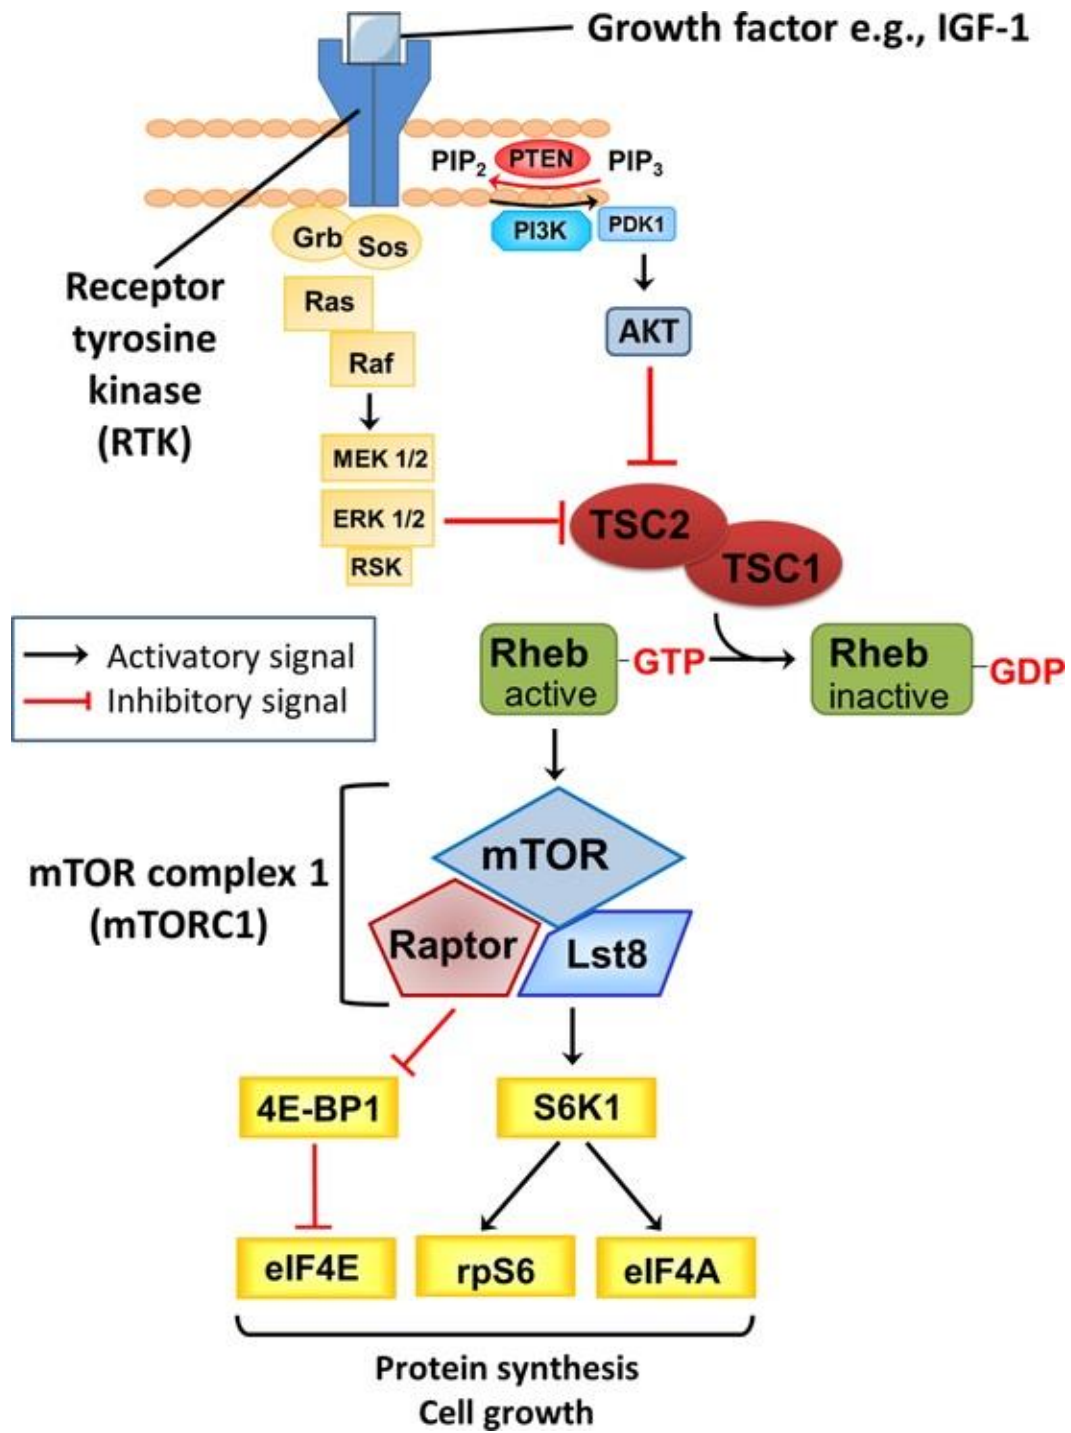 Growth factor e.g., IGF-1
PIP2 PTEN PIP3
PI3K PDK1
Grb Sos
Receptor
tyrosine
kinase
(RTK)
Ras
Raf
AKT
MEK 1/2
ERK 1/2
RSK
TSC2
TSC1
Activatory signal
Inhibitory signal
Rheb
active
GTP
Rheb
inactive
GDP
mTOR complex 1
(mTORC1)
mTOR
Raptor
Lst8
4E-BP1
S6K1
eIF4E
rpS6
eIF4A
Protein synthesis
Cell growth